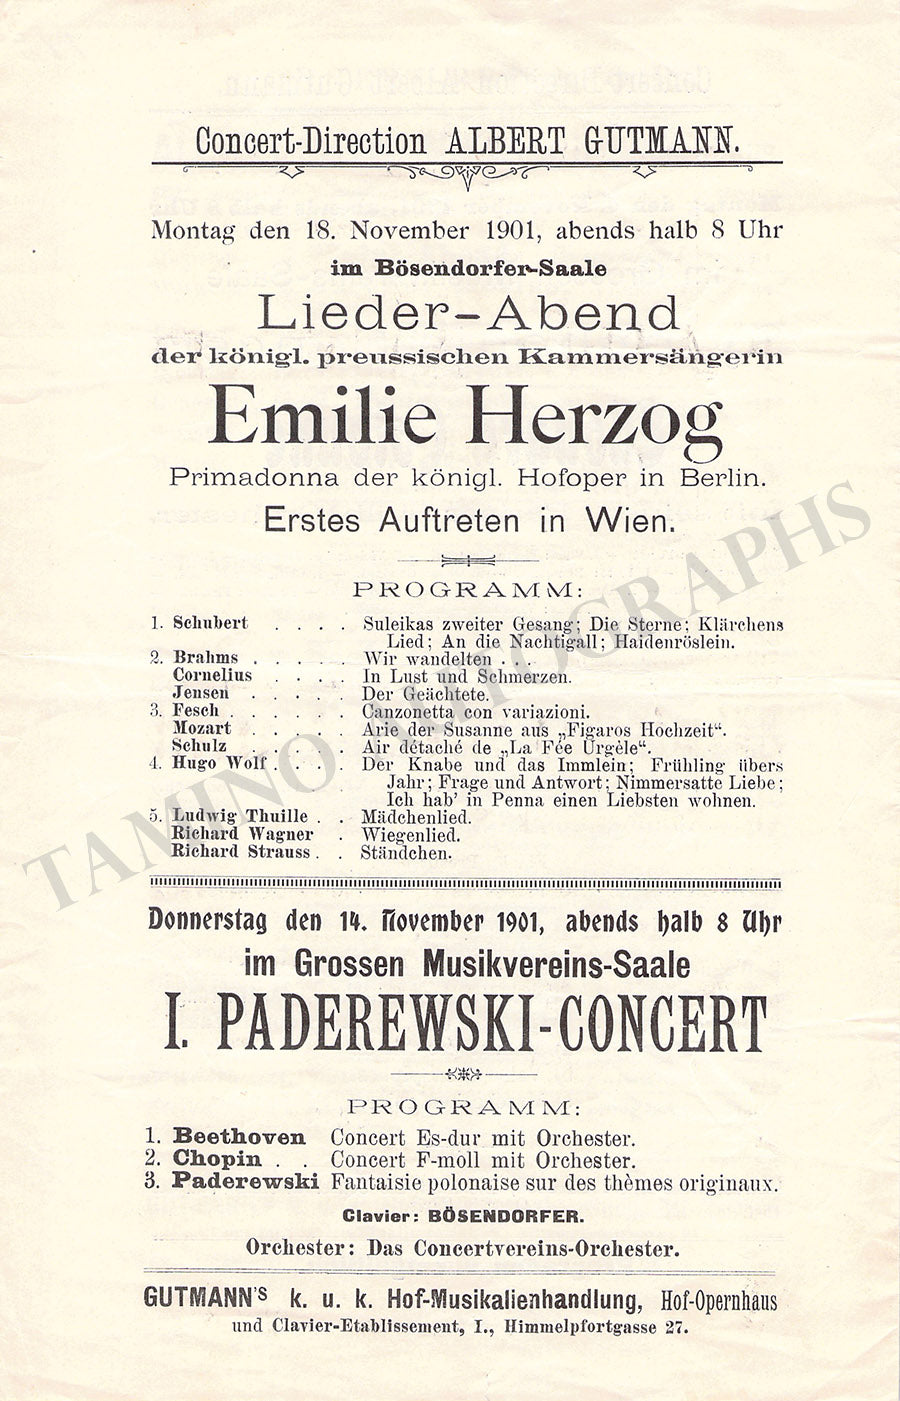 Concert-Direction ALBERT GUTMANN.
Montag den 18. November 1901, abends halb 8 Uhr
im Bösendorfer-Saale
Lieder-Abend
der königl. preussischen Kammersängerin
Emilie Herzog
Primadonna der königl. Hofoper in Berlin.
Erstes Auftreten in Wien.
PROGRAMM:
1. Schubert . . . . Suleikas zweiter Gesang; Die Sterne; Klärchens
Lied; An die Nachtigall; Haidenröslein.
2. Brahms . . . . . Wir wandelten . . .
Cornelius . . . . In Lust und Schmerzen.
Jensen . . . . . Der Geächtete.
3. Fesch . . . . . . Canzonetta con variazioni.
Mozart . . . . . Arie der Susanne aus „Figaros Hochzeit“.
Schulz . . . . . Air détaché de „La Fée Urgèle“.
4. Hugo Wolf . . . . Der Knabe und das Immlein; Frühling übers
Jahr; Frage und Antwort; Nimmersatte Liebe;
Ich hab' in Penna einen Liebsten wohnen.
5. Ludwig Thuille . . Mädchenlied.
Richard Wagner . Wiegenlied.
Richard Strauss . . Ständchen.
Donnerstag den 14. November 1901, abends halb 8 Uhr
im Grossen Musikvereins-Saale
I. PADEREWSKI-CONCERT
PROGRAMM:
1. Beethoven Concert Es-dur mit Orchester.
2. Chopin . . Concert F-moll mit Orchester.
3. Paderewski Fantaisie polonaise sur des thèmes originaux.
Clavier: BÖSENDORFER.
Orchester: Das Concertvereins-Orchester.
GUTMANN'S k. u. k. Hof-Musikalienhandlung, Hof-Opernhaus
und Clavier-Etablissement, I., Himmelpfortgasse 27.
TAMINO AUTOGRAPHS